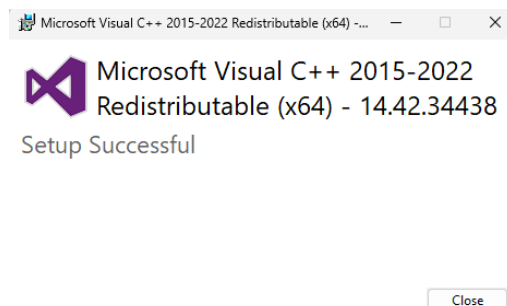 Microsoft Visual C++ 2015-2022 Redistributable (x64) -...
Microsoft Visual C++ 2015-2022
Redistributable (x64) - 14.42.34438
Setup Successful
Close